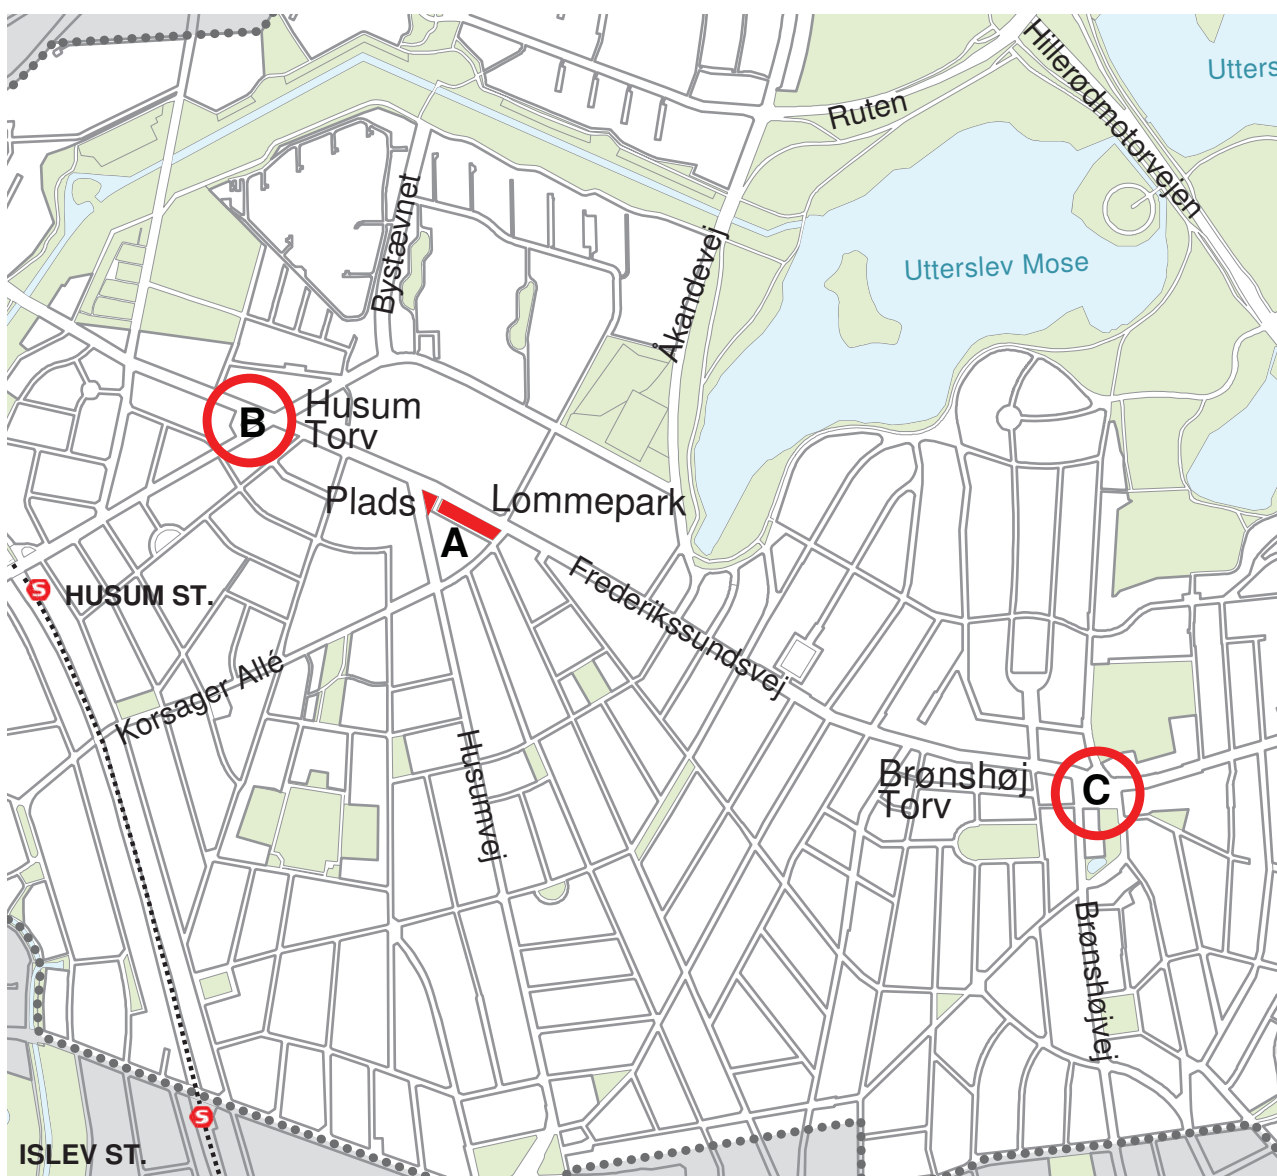 Utters
Ruten
Hillerødmotorvejen
Bystævnet
Åkandevej
Utterslev Mose
B
Husum
Torv
Plads
Lommepark
A
S
HUSUM ST.
Frederikssundsvej
Korsager Allé
Husumvej
Brønshøj
Torv
C
Brønshøjvej
S
ISLEV ST.